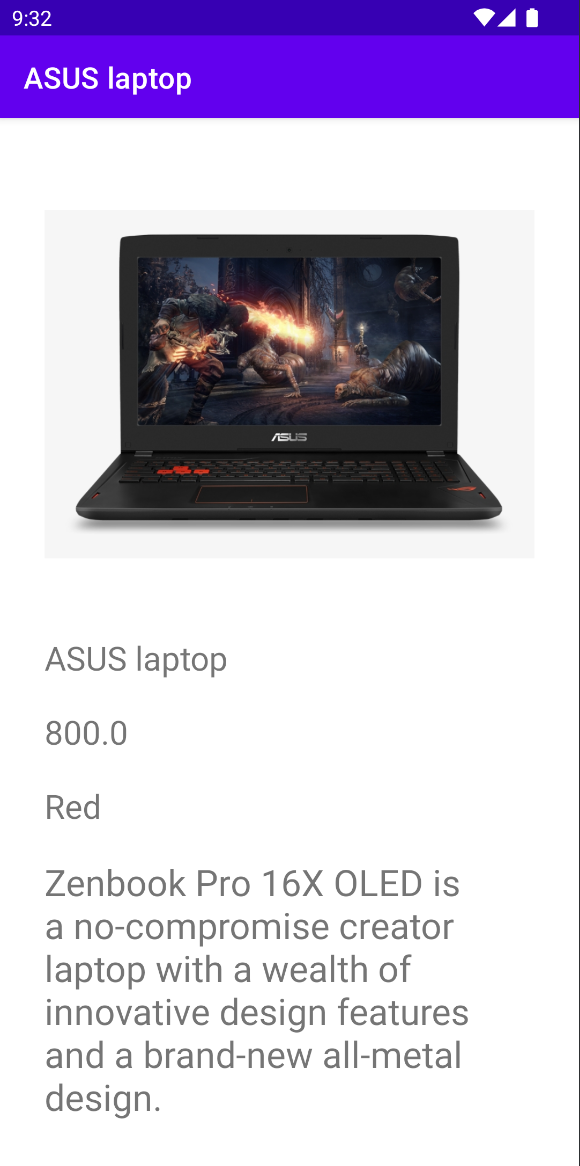 9:32
ASUS laptop
ASUS
ASUS laptop
800.0
Red
Zenbook Pro 16X OLED is
a no-compromise creator
laptop with a wealth of
innovative design features
and a brand-new all-metal
design.